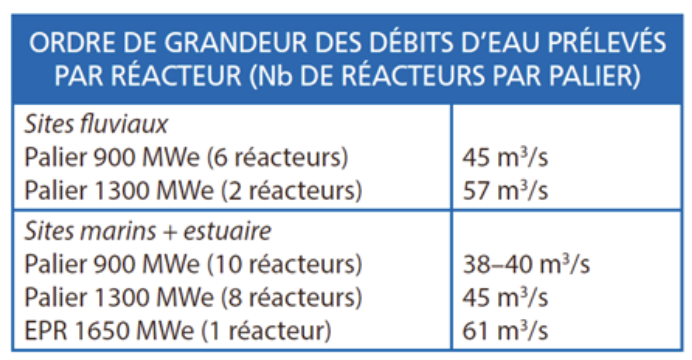 ORDRE DE GRANDEUR DES DÉBITS D’EAU PRÉLEVÉS
PAR RÉACTEUR (Nb DE RÉACTEURS PAR PALIER)
Sites fluviaux
Palier 900 MWe (6 réacteurs) 45 m³/s
Palier 1300 MWe (2 réacteurs) 57 m³/s
Sites marins + estuaire
Palier 900 MWe (10 réacteurs) 38–40 m³/s
Palier 1300 MWe (8 réacteurs) 45 m³/s
EPR 1650 MWe (1 réacteur) 61 m³/s